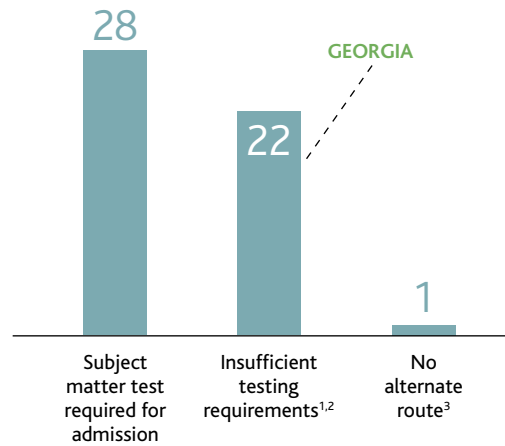 28
GEORGIA
22
1
Subject
matter test
required for
admission
Insufficient
testing
requirements¹,²
No
alternate
route³